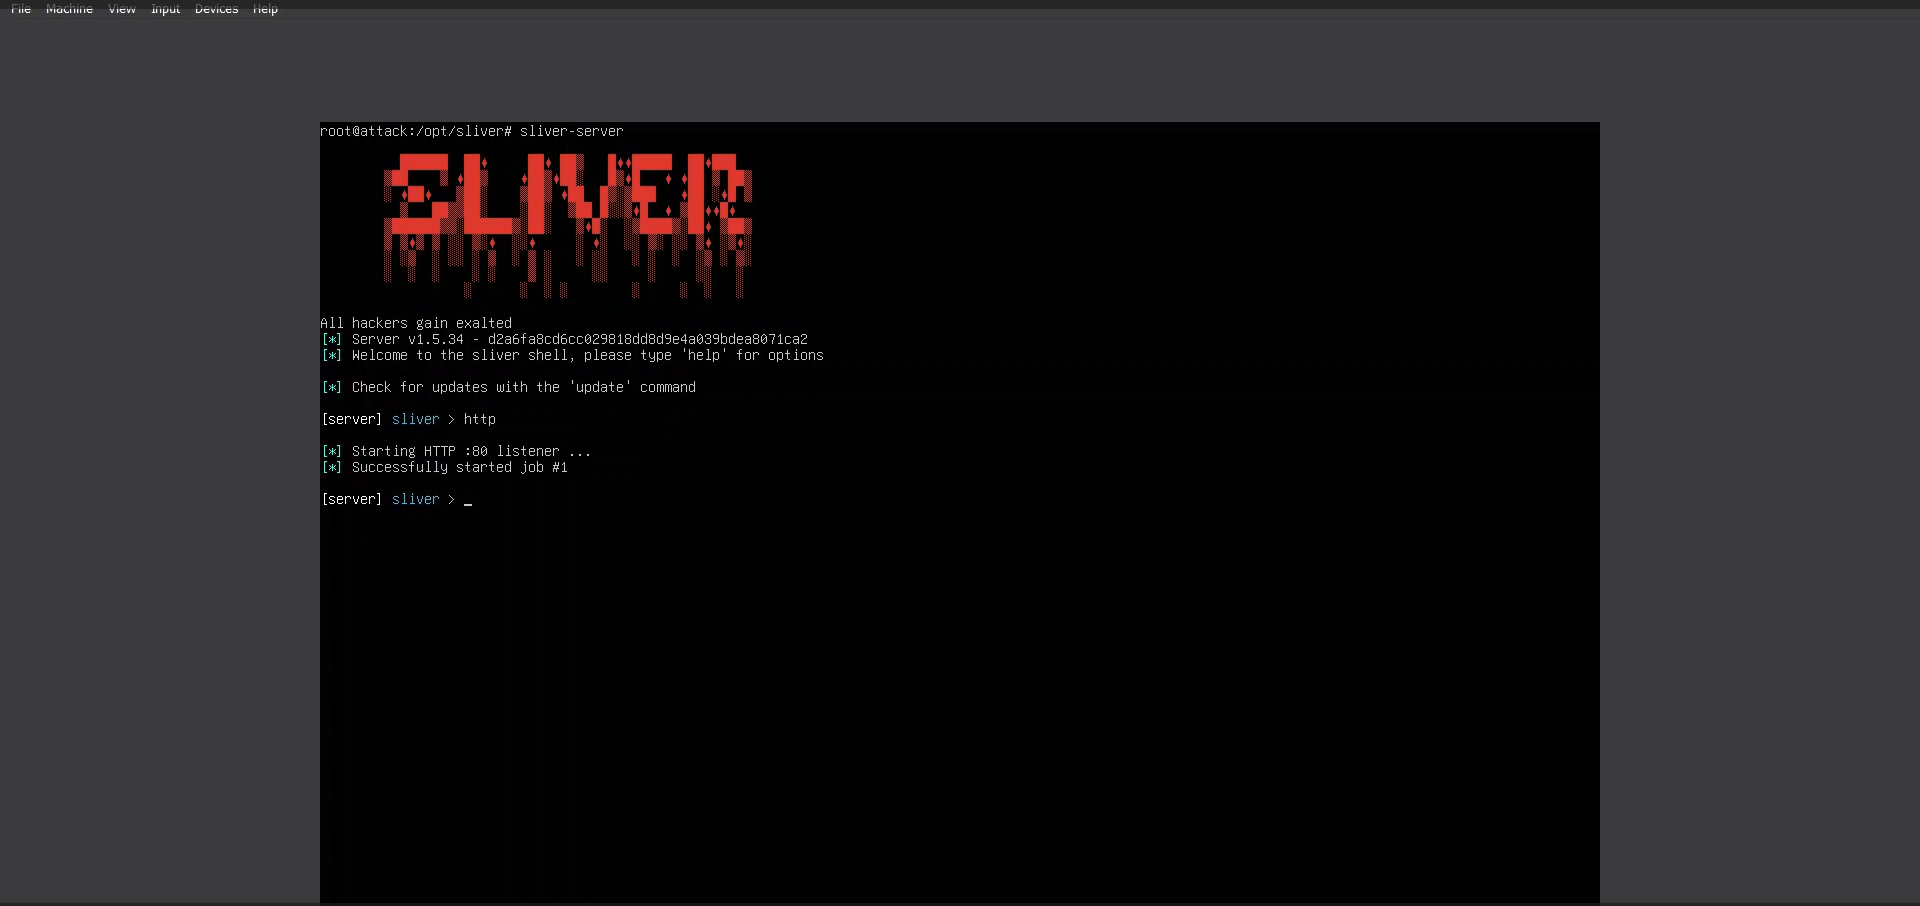 File Machine View Input Devices Help
root@attack:/opt/sliver# sliver-server
SLIVER
All hackers gain exalted
[*] Server v1.5.34 - d2a6fa8cd6cc029818dd8d9e4a039bdea8071ca2
[*] Welcome to the sliver shell, please type 'help' for options
[*] Check for updates with the 'update' command
[server] sliver > http
[*] Starting HTTP :80 listener ...
[*] Successfully started job #1
[server] sliver > _